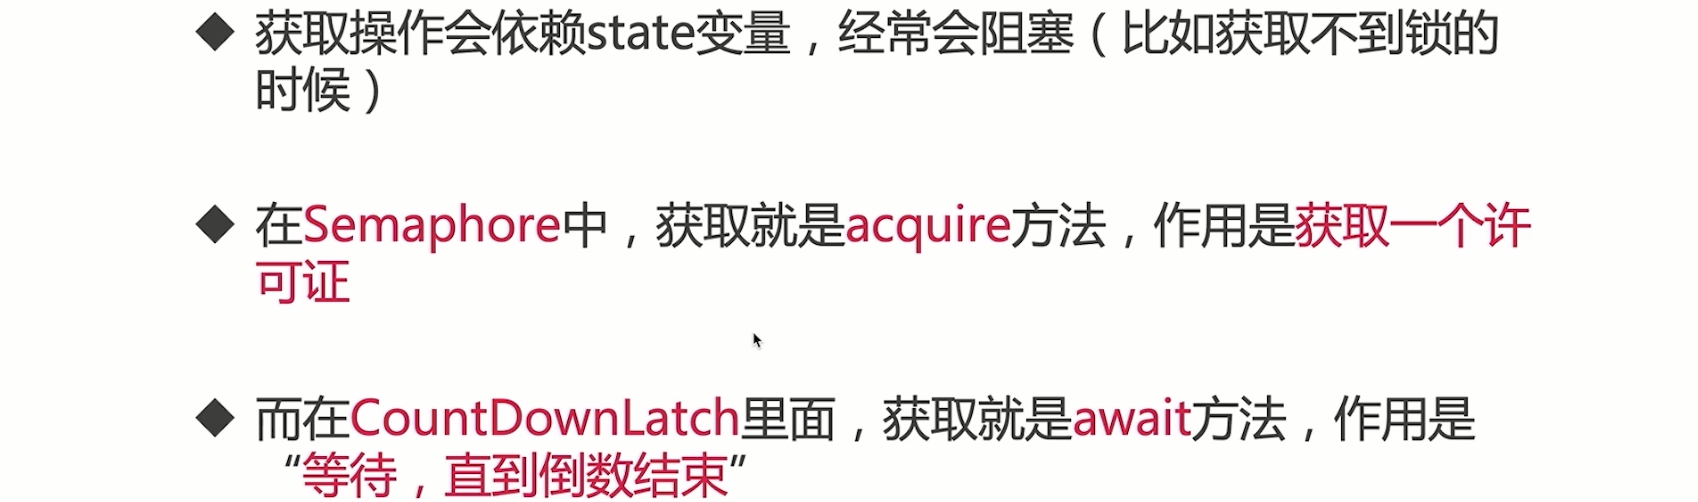 ◆ 获取操作会依赖state变量，经常会阻塞（比如获取不到锁的
时候）
◆ 在Semaphore中，获取就是acquire方法，作用是获取一个许
可证
◆ 而在CountDownLatch里面，获取就是await方法，作用是
“等待，直到倒数结束”